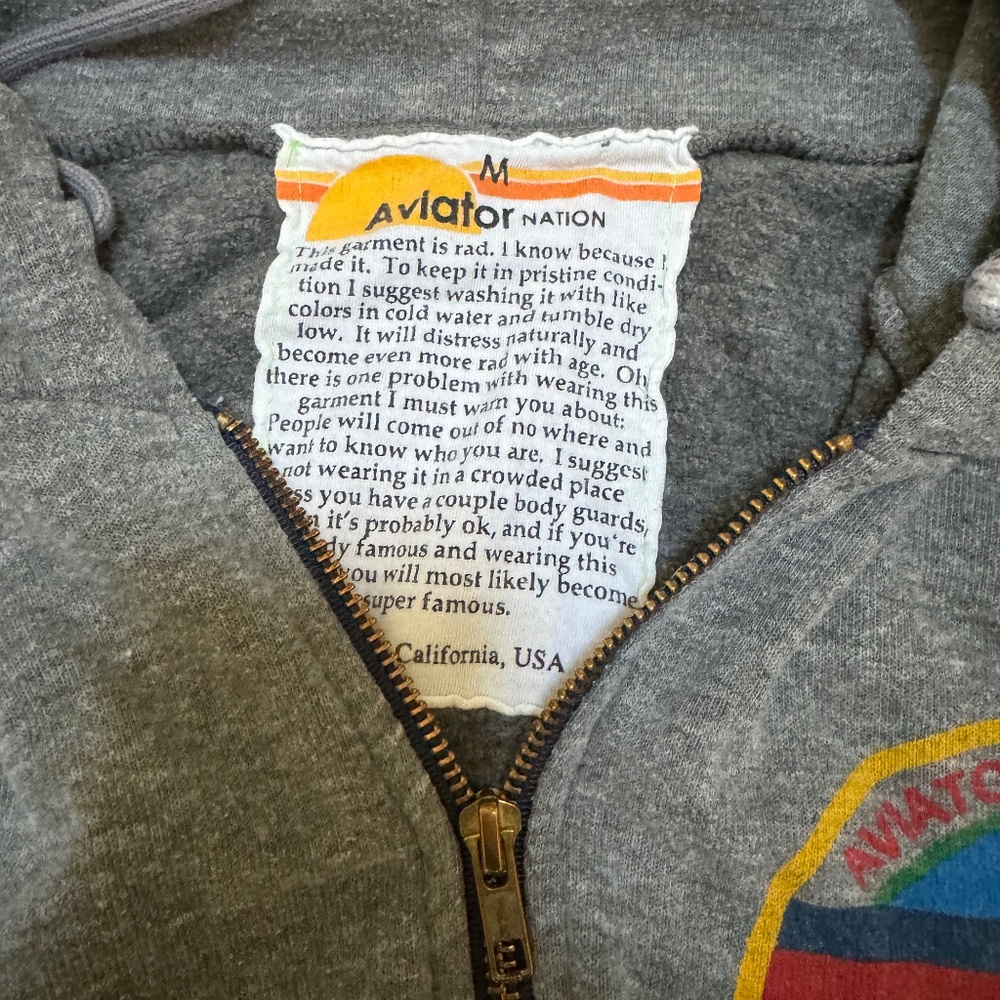 M
Aviator NATION
This garment is rad. I know because I
made it. To keep it in pristine condi-
tion I suggest washing it with like
colors in cold water and tumble dry
low. It will distress naturally and
become even more rad with age. Oh,
there is one problem with wearing this
garment I must warn you about:
People will come out of no where and
want to know who you are. I suggest
not wearing it in a crowded place
ss you have a couple body guards,
n it's probably ok, and if you're
dy famous and wearing this
you will most likely become
super famous.
California, USA
AVIATO